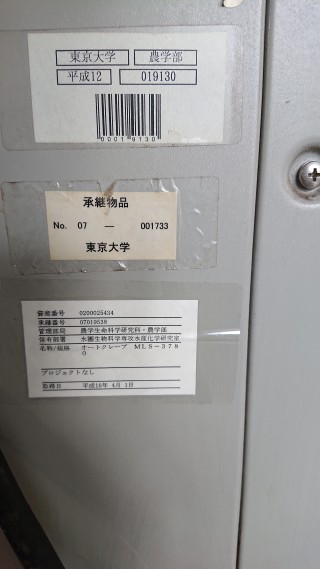 東京大学 農学部
平成12 019130
00019130
承継物品
No. 07 — 001733
東京大学
資産番号 0200025434
承継番号 07019538
管理部局 農学生命科学研究科・農学部
保有部署 水圏生物科学専攻水産化学研究室
名称/規格 オートクレーブ MLS-378
0
プロジェクトなし
取得日 平成16年 4月 1日